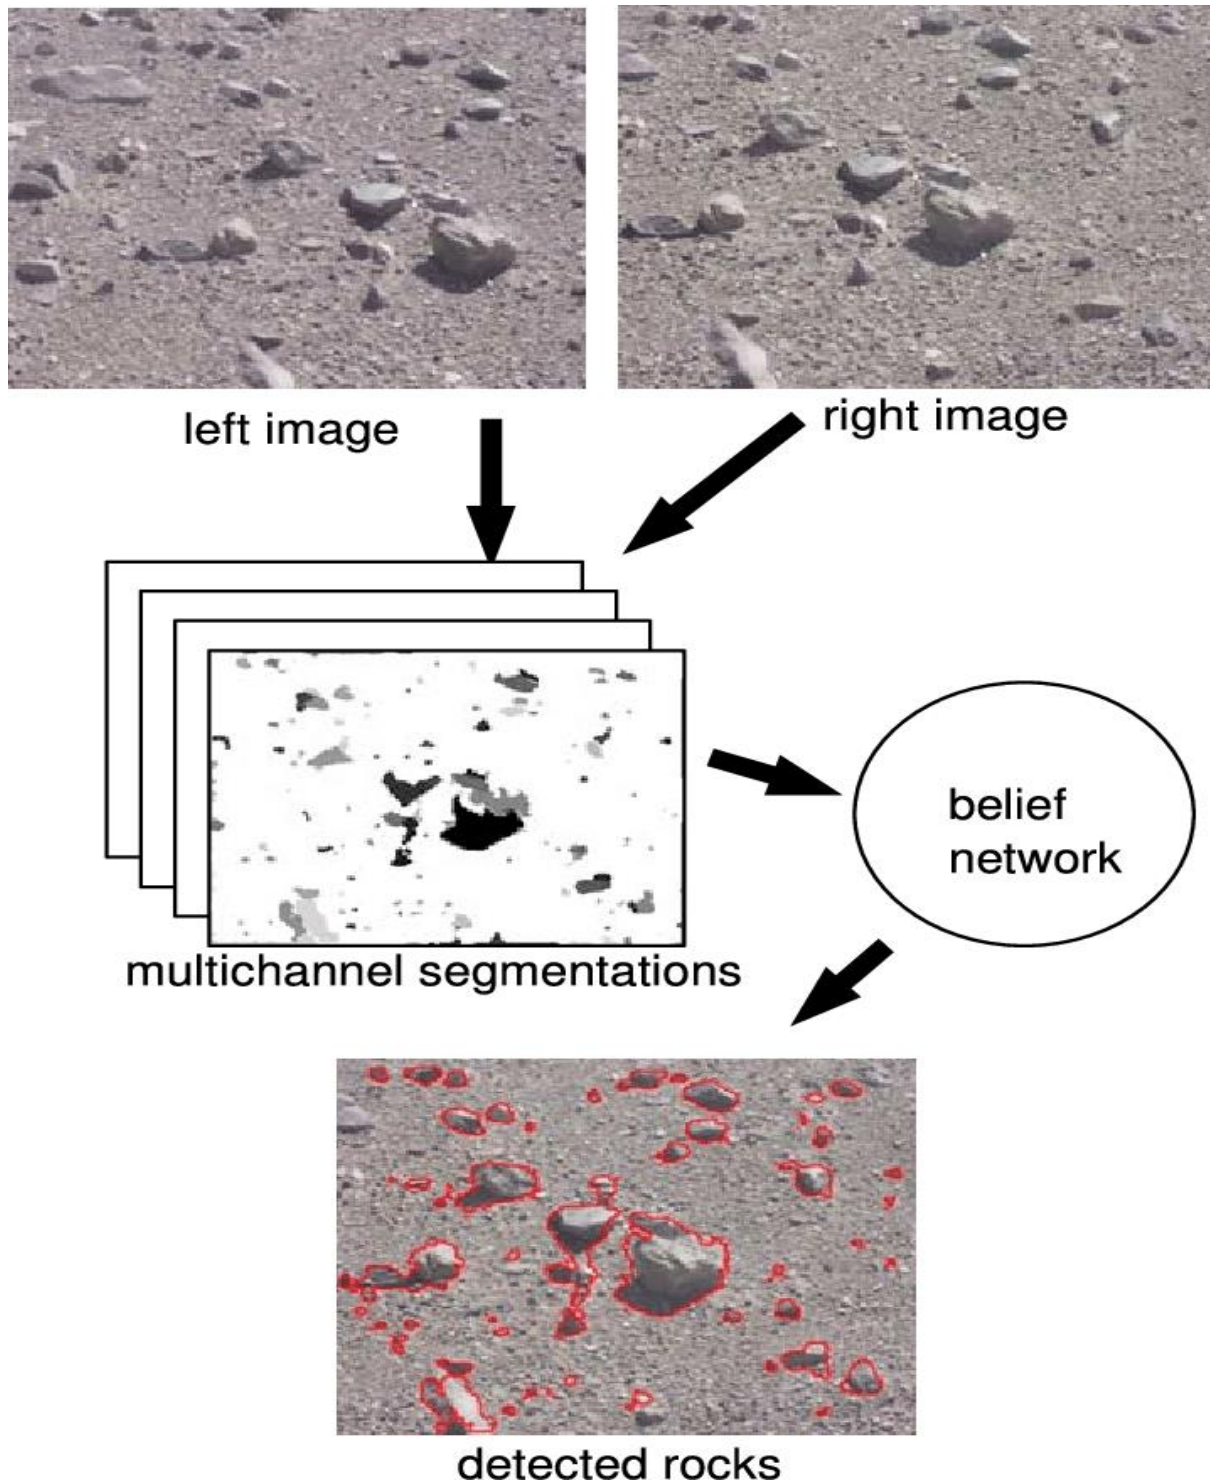 left image
right image
multichannel segmentations
belief
network
detected rocks